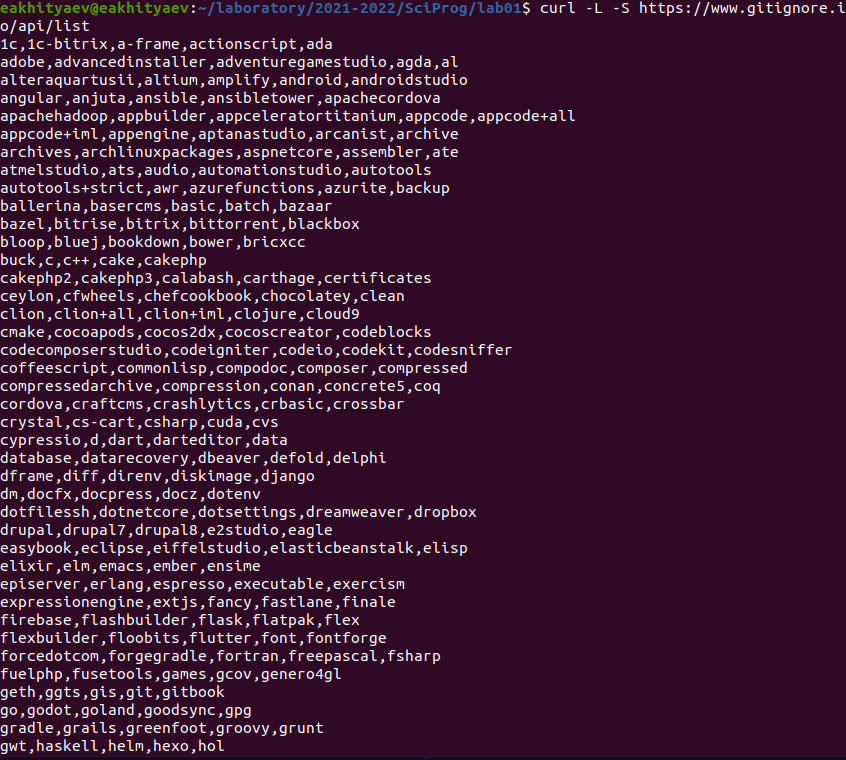 eakhityaev@eakhityaev:~/laboratory/2021-2022/SciProg/lab01$ curl -L -S https://www.gitignore.i
o/api/list
1c,1c-bitrix,a-frame,actionscript,ada
adobe,advancedinstaller,adventuregamestudio,agda,al
alteraquartusii,altium,amplify,android,androidstudio
angular,anjuta,ansible,ansibletower,apachecordova
apachehadoop,appbuilder,appceleratortitanium,appcode,appcode+all
appcode+iml,appengine,aptanastudio,arcanist,archive
archives,archlinuxpackages,aspnetcore,assembler,ate
atmelstudio,ats,audio,automationstudio,autotools
autotools+strict,awr,azurefunctions,azurite,backup
ballerina,basercms,basic,batch,bazaar
bazel,bitrise,bitrix,bittorrent,blackbox
bloop,bluej,bookdown,bower,bricxcc
buck,c,c++,cake,cakephp
cakephp2,cakephp3,calabash,carthage,certificates
ceylon,cfwheels,chefcookbook,chocolatey,clean
clion,clion+all,clion+iml,clojure,cloud9
cmake,cocoapods,cocos2dx,cocoscreator,codeblocks
codecomposerstudio,codeigniter,codeio,codekit,codesniffer
coffeescript,commonlisp,compodoc,composer,compressed
compressedarchive,compression,conan,concrete5,coq
cordova,craftcms,crashlytics,crbasic,crossbar
crystal,cs-cart,csharp,cuda,cvs
cypressio,d,dart,darteditor,data
database,datarecovery,dbeaver,defold,delphi
dframe,diff,direnv,diskimage,django
dm,docfx,docpress,docz,dotenv
dotfilessh,dotnetcore,dotsettings,dreamweaver,dropbox
drupal,drupal7,drupal8,e2studio,eagle
easybook,eclipse,eiffelstudio,elasticbeanstalk,elisp
elixir,elm,emacs,ember,ensime
episerver,erlang,espresso,executable,exercism
expressionengine,extjs,fancy,fastlane,finale
firebase,flashbuilder,flask,flatpak,flex
flexbuilder,floobits,flutter,font,fontforge
forcedotcom,forgegradle,fortran,freepascal,fsharp
fuelphp,fusetools,games,gcov,genero4gl
geth,ggts,gis,git,gitbook
go,godot,goland,goodsync,gpg
gradle,grails,greenfoot,groovy,grunt
gwt,haskell,helm,hexo,hol